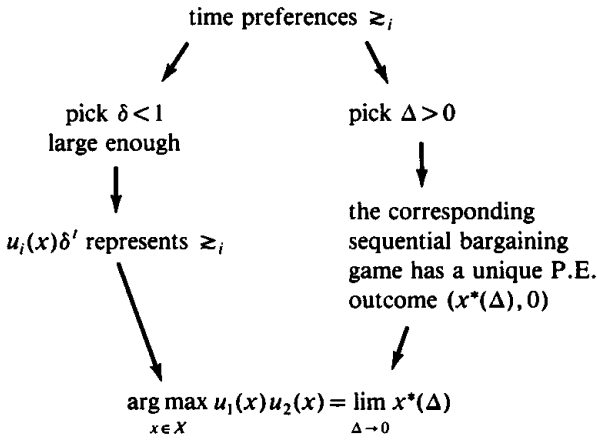 time preferences ≿ᵢ
pick δ<1
large enough
uᵢ(x)δᵗ represents ≿ᵢ
pick Δ>0
the corresponding
sequential bargaining
game has a unique P.E.
outcome (x*(Δ),0)
arg max u₁(x)u₂(x) = lim x*(Δ)
x∈X Δ→0